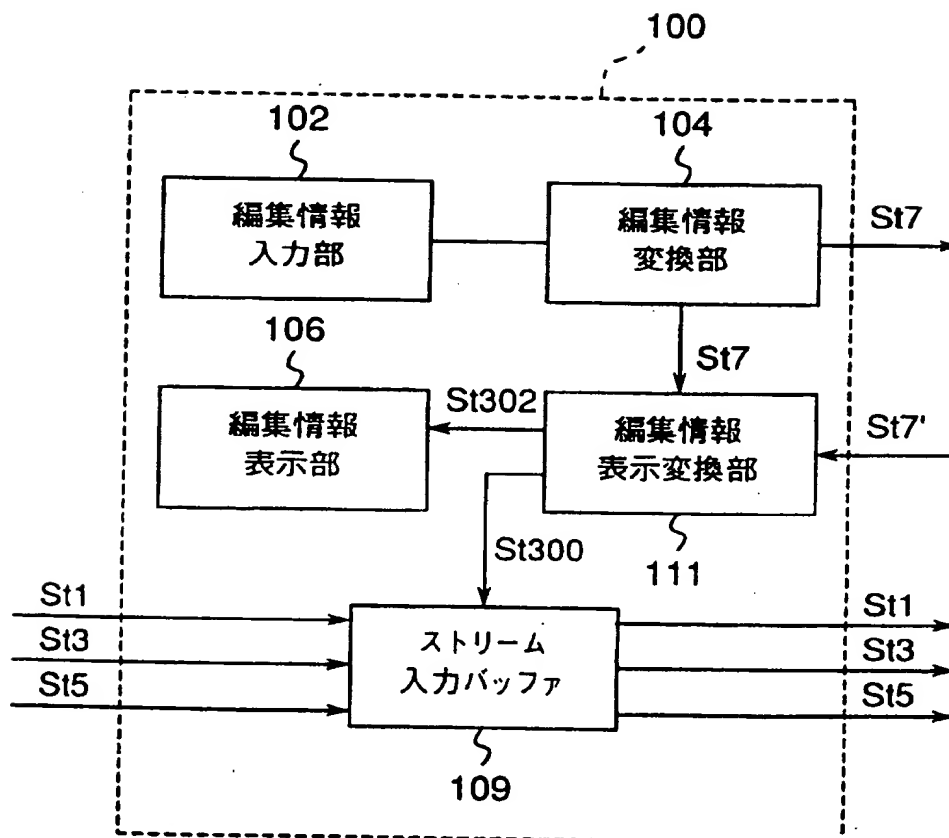 100
102
104
編集情報
入力部
編集情報
変換部
St7
106
St7
編集情報
表示部
St302
編集情報
表示変換部
St7'
St300
111
St1
St3
St5
ストリーム
入力バッファ
St1
St3
St5
109